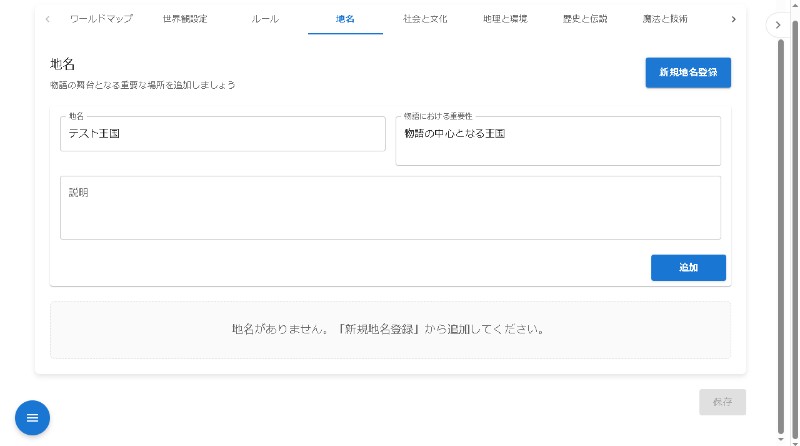 ワールドマップ 世界観設定 ルール 地名 社会と文化 地理と環境 歴史と伝説 魔法と技術
地名
新規地名登録
物語の舞台となる重要な場所を追加しましょう
地名
テスト王国
物語における重要性
物語の中心となる王国
説明
追加
地名がありません。「新規地名登録」から追加してください。
保存